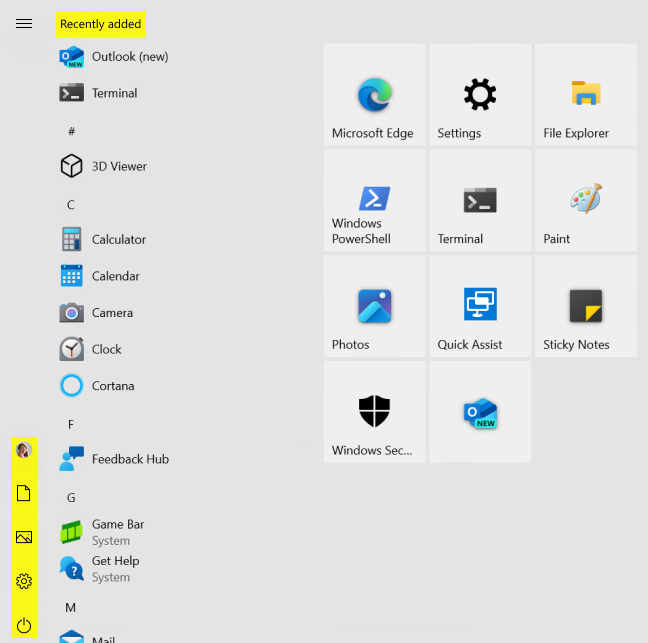 Recently added
Outlook (new)
Terminal
#
3D Viewer
C
Calculator
Calendar
Camera
Clock
Cortana
F
Feedback Hub
G
Game Bar
System
Get Help
System
M
Mail
Microsoft Edge
Settings
File Explorer
Windows
PowerShell
Terminal
Paint
Photos
Quick Assist
Sticky Notes
Windows Sec...
NEW